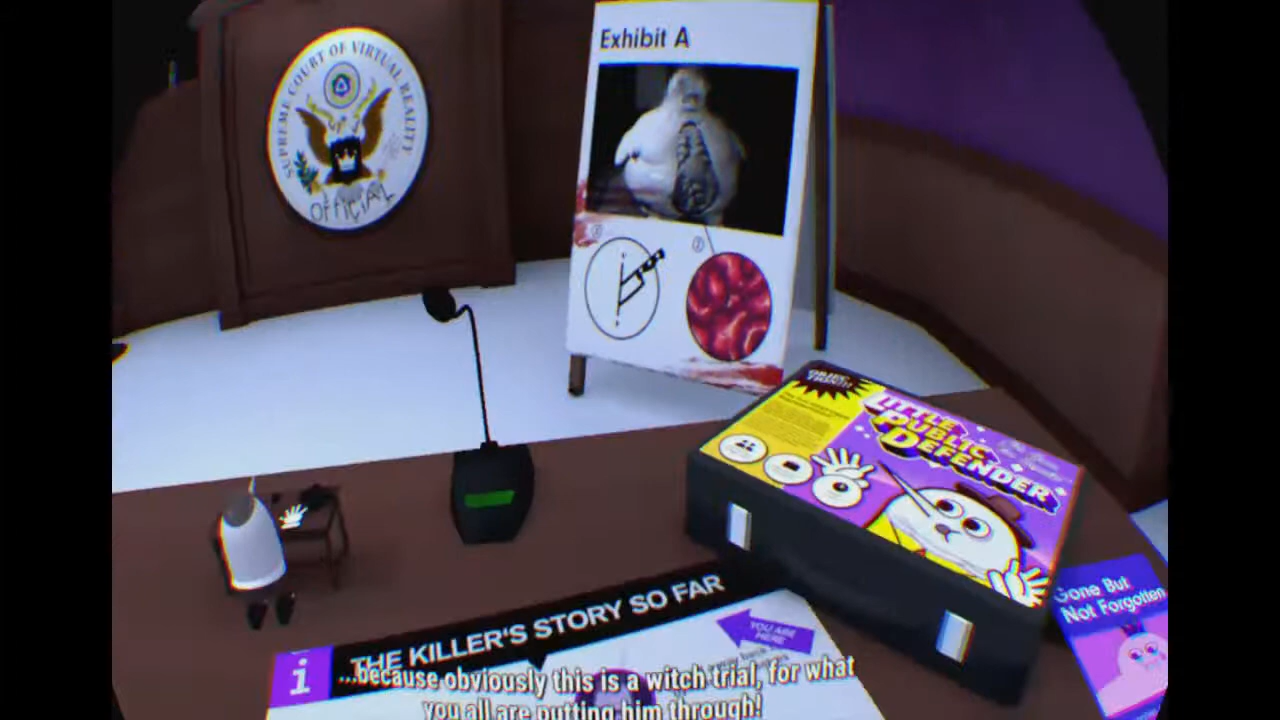 Exhibit A
SUPREME COURT OF VIRTUAL REALITY
OFFICIAL
LITTLE
PUBLIC
DEFENDER
Gone But
Not Forgotten
THE KILLER'S STORY SO FAR
YOU ARE
HERE
i
...because obviously this is a witch trial, for what
you all are putting him through!